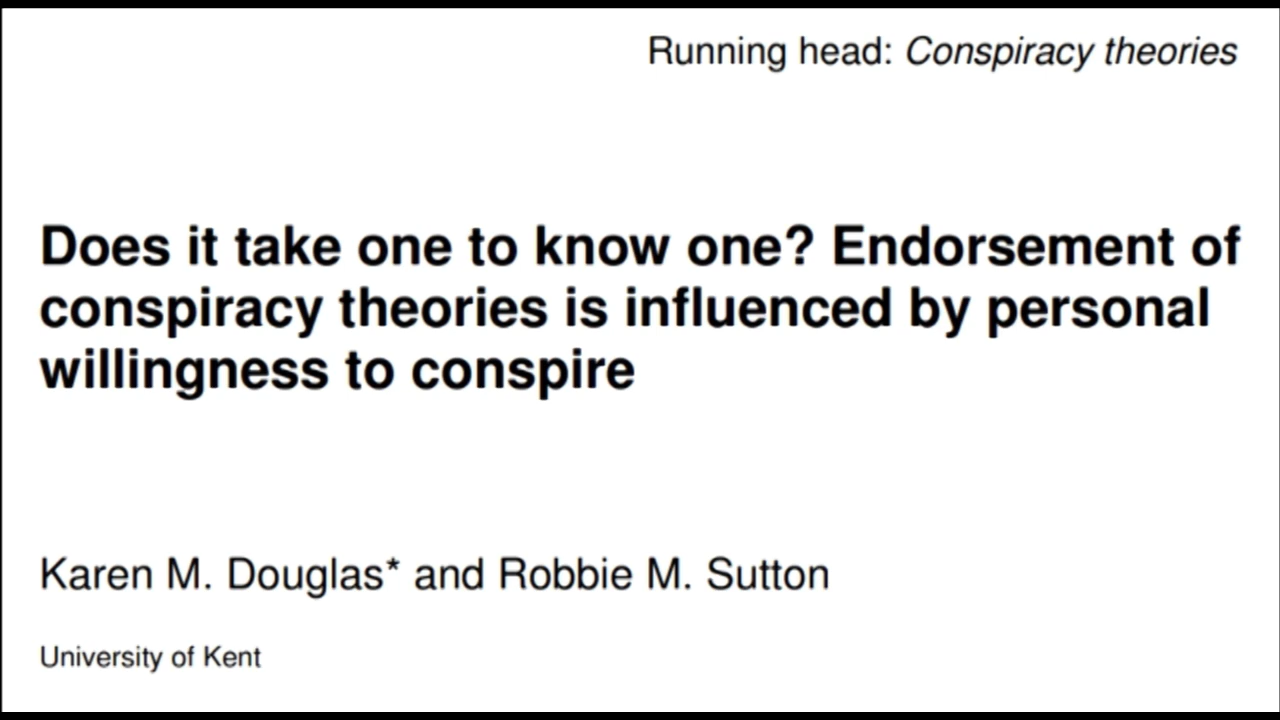 Running head: Conspiracy theories
Does it take one to know one? Endorsement of
conspiracy theories is influenced by personal
willingness to conspire
Karen M. Douglas* and Robbie M. Sutton
University of Kent